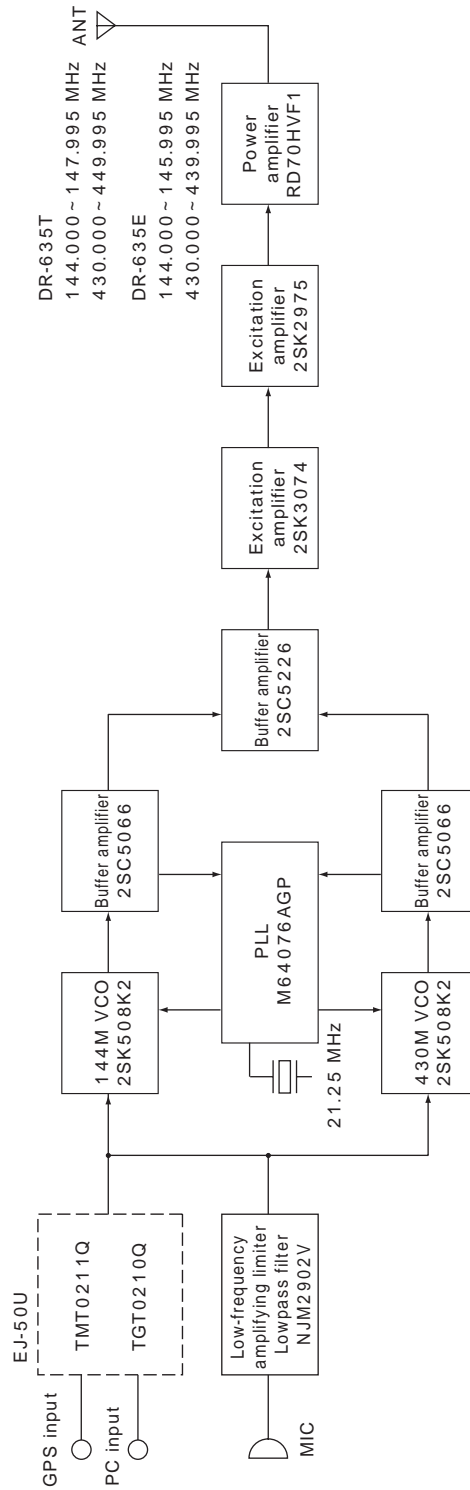 GPS input
PC input
EJ-50U
TMT0211Q
TGT0210Q
MIC
Low-frequency
amplifying limiter
Lowpass filter
NJM2902V
144M VCO
2SK508K2
Buffer amplifier
2SC5066
PLL
M64076AGP
21.25 MHz
430M VCO
2SK508K2
Buffer amplifier
2SC5066
Buffer amplifier
2SC5226
Excitation
amplifier
2SK3074
Excitation
amplifier
2SK2975
Power
amplifier
RD70HVF1
ANT
DR-635T
144.000~147.995 MHz
430.000~449.995 MHz
DR-635E
144.000~145.995 MHz
430.000~439.995 MHz